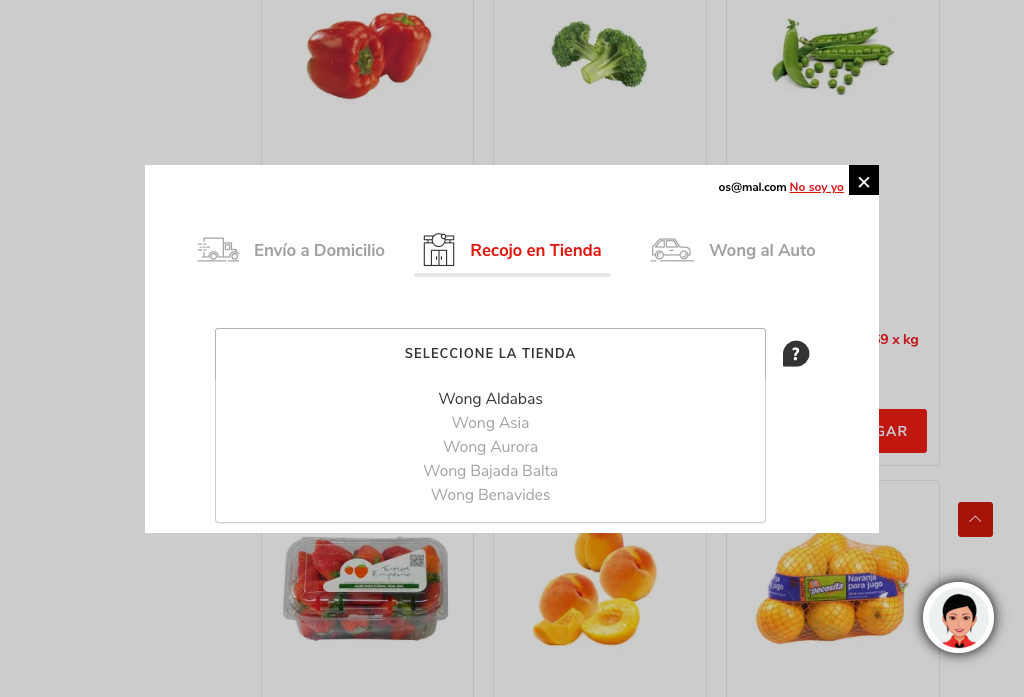 os@mal.com No soy yo
Envío a Domicilio
Recojo en Tienda
Wong al Auto
SELECCIONE LA TIENDA
?
Wong Aldabas
Wong Asia
Wong Aurora
Wong Bajada Balta
Wong Benavides
9 x kg
GAR
Naranja
para jugo
pecosita